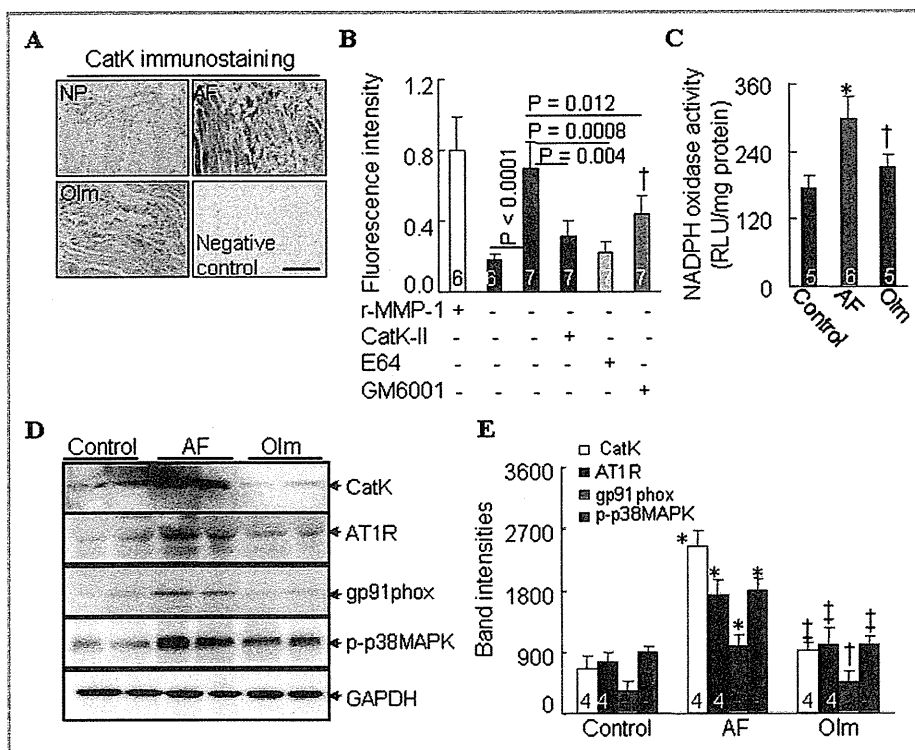 A
CatK immunostaining
NP
AF
Olm
Negative
control
B
Fluorescence intensity
1.2
0.8
0.4
0.0
P < 0.0001
P = 0.012
P = 0.0008
P = 0.004
†
6 6 7 7 7 7
r-MMP-1 + - - - - -
CatK-II - - - + - -
E64 - - - - + -
GM6001 - - - - - +
C
NADPH oxidase activity
(RLU/mg protein)
360
240
120
0
*
†
5 6 5
Control AF Olm
D
Control AF Olm
CatK
AT1R
gp91phox
p-p38MAPK
GAPDH
E
CatK
AT1R
gp91phox
p-p38MAPK
Band intensities
3600
2700
1800
900
0
* * * *
‡ ‡ † ‡
4 4 4 4 4 4
Control AF Olm